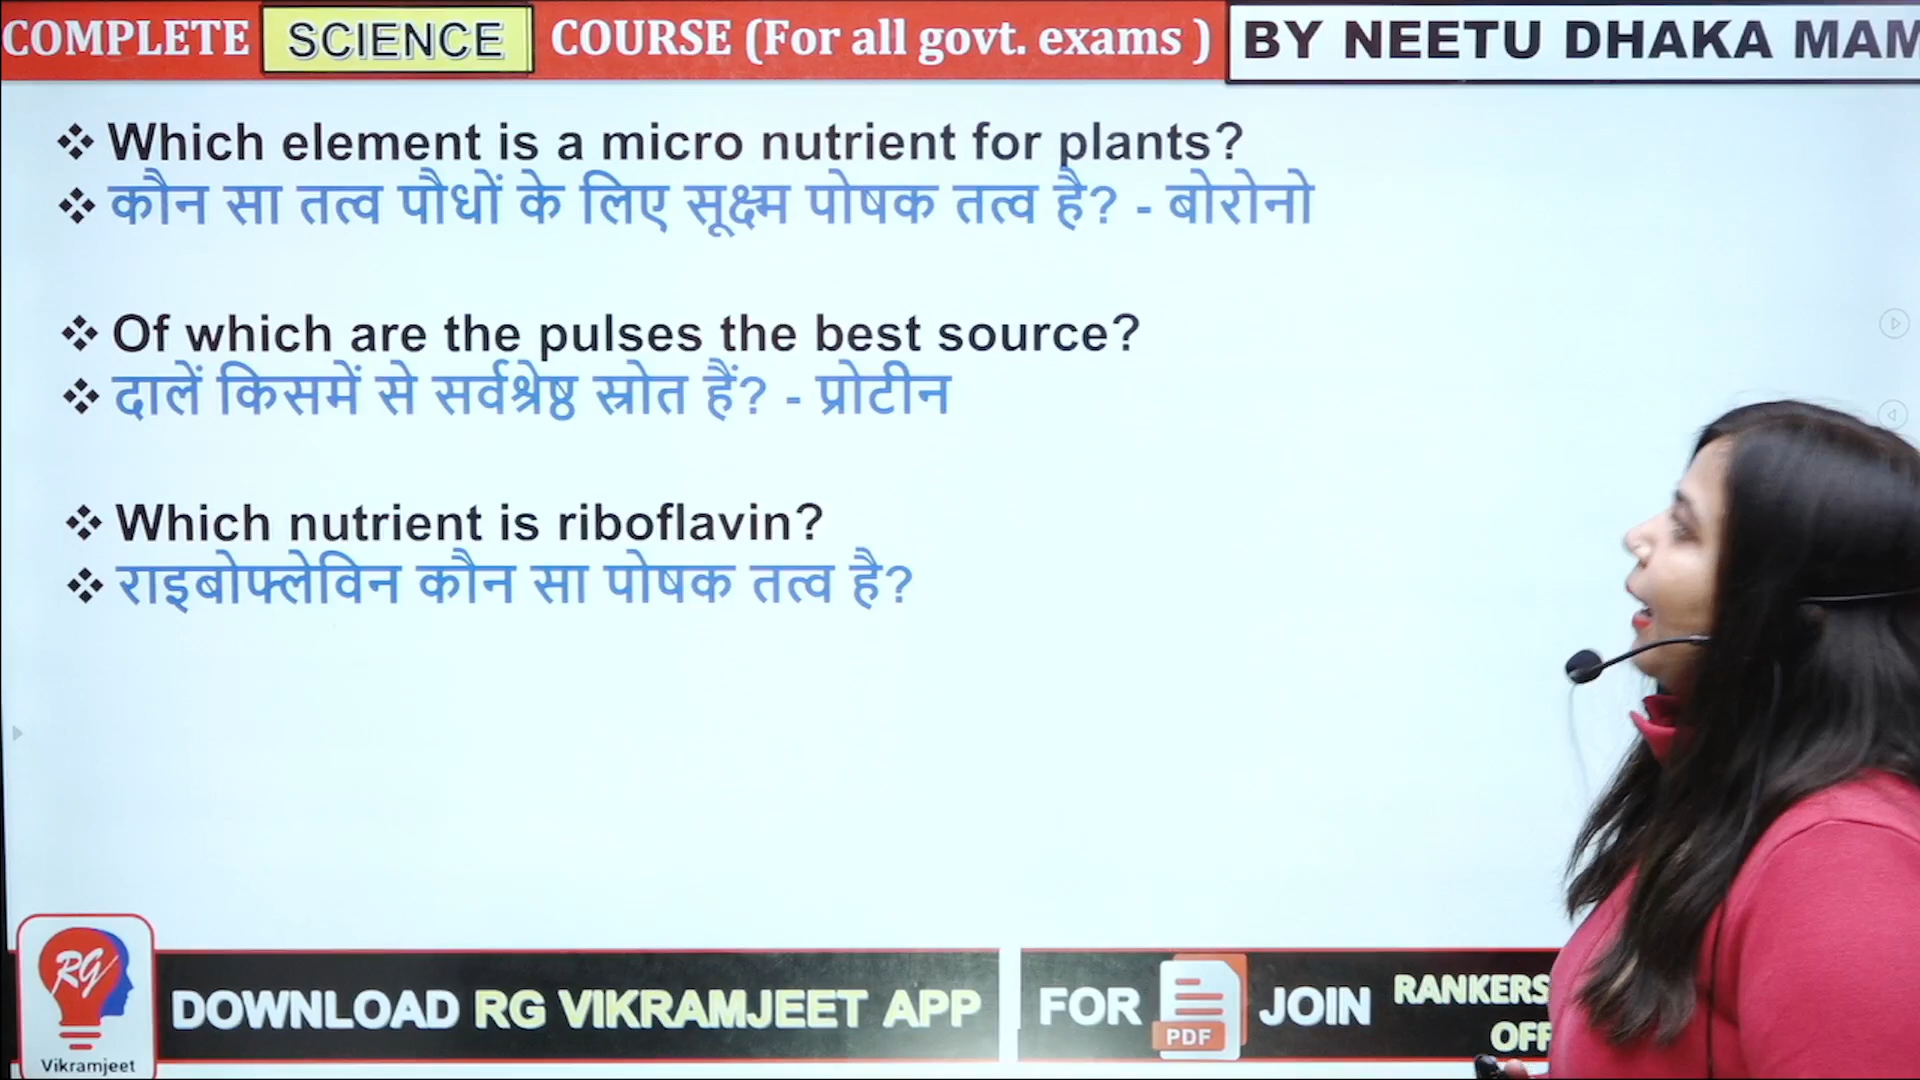 COMPLETE SCIENCE COURSE (For all govt. exams ) BY NEETU DHAKA MAM
❖ Which element is a micro nutrient for plants?
❖ कौन सा तत्व पौधों के लिए सूक्ष्म पोषक तत्व है? - बोरोनो
❖ Of which are the pulses the best source?
❖ दालें किसमें से सर्वश्रेष्ठ स्रोत हैं? - प्रोटीन
❖ Which nutrient is riboflavin?
❖ राइबोफ्लेविन कौन सा पोषक तत्व है?
RG
Vikramjeet
DOWNLOAD RG VIKRAMJEET APP
FOR PDF JOIN RANKERS
OFF